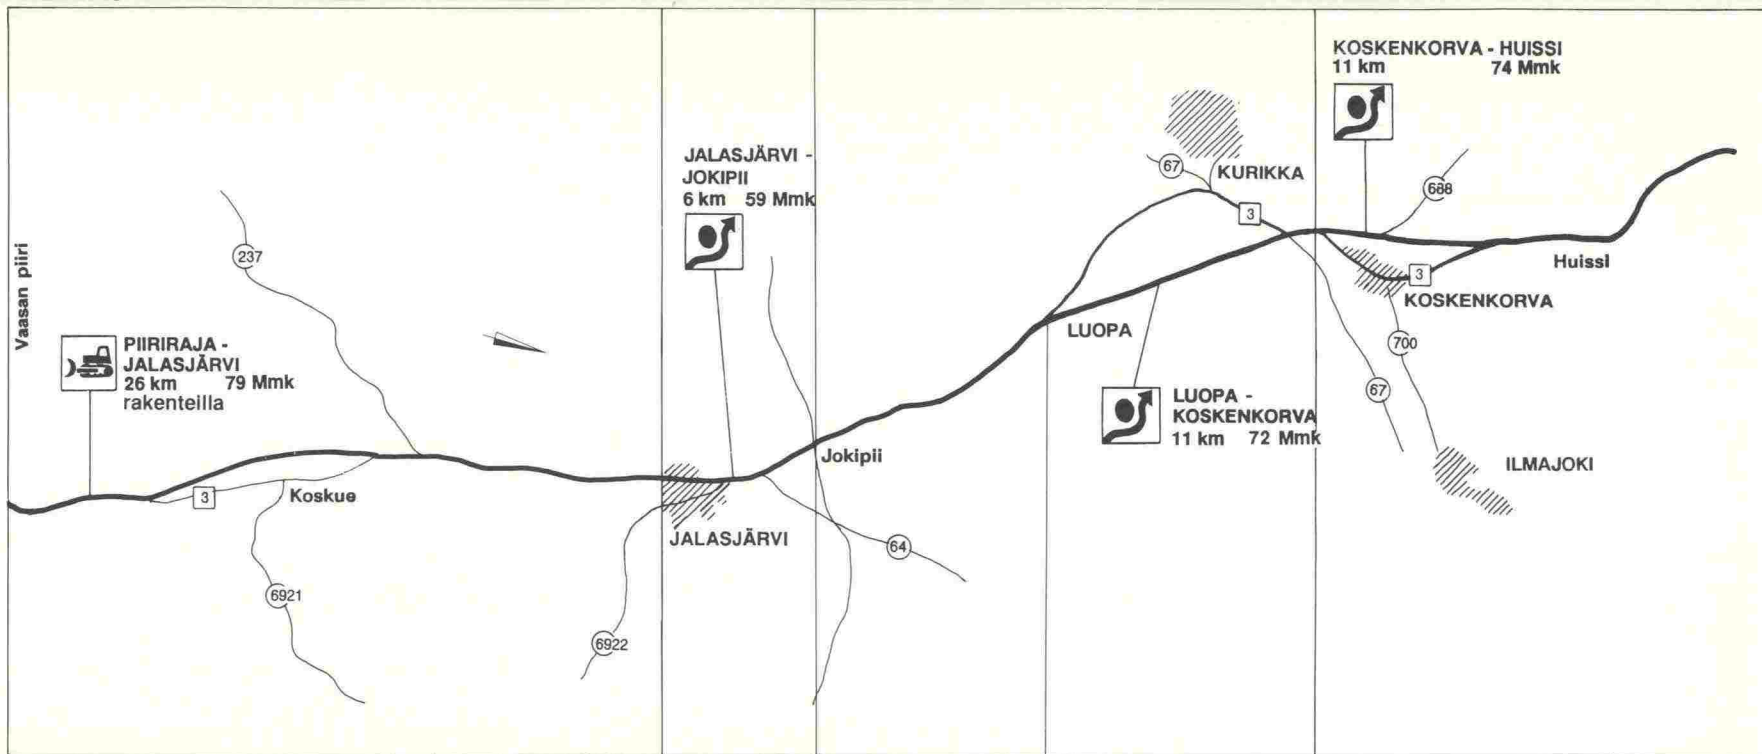 Vaasan piiri
PIIRIRAJA -
JALASJÄRVI
26 km 79 Mmk
rakenteilla
237
3
Koskue
6921
6922
JALASJÄRVI -
JOKIPII
6 km 59 Mmk
JALASJÄRVI
Jokipii
64
LUOPA
LUOPA -
KOSKENKORVA
11 km 72 Mmk
67
KURIKKA
3
KOSKENKORVA - HUISSI
11 km 74 Mmk
688
3
KOSKENKORVA
Huissi
700
67
ILMAJOKI